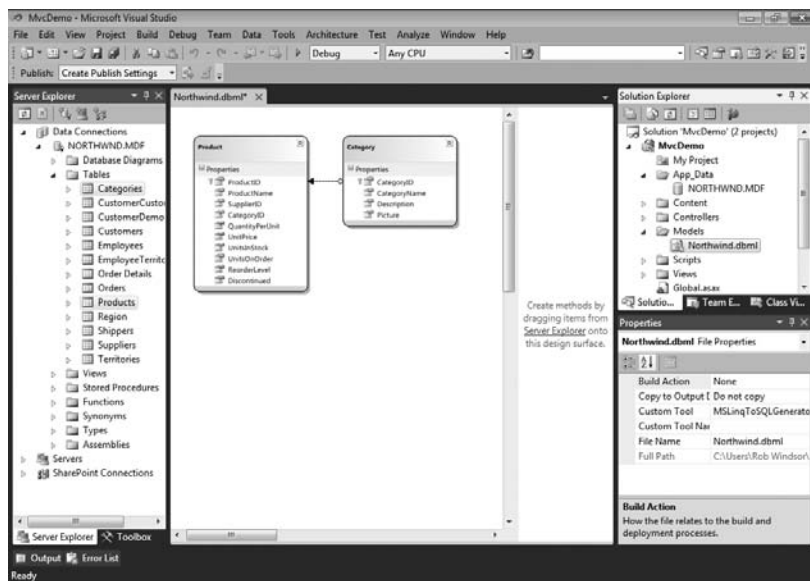 MvcDemo - Microsoft Visual Studio
File Edit View Project Build Debug Team Data Tools Architecture Test Analyze Window Help
Debug Any CPU
Publish: Create Publish Settings
Server Explorer
Data Connections
NORTHWND.MDF
Database Diagrams
Tables
Categories
CustomerCusto
CustomerDemo
Customers
Employees
EmployeeTerritc
Order Details
Orders
Products
Region
Shippers
Suppliers
Territories
Views
Stored Procedures
Functions
Synonyms
Types
Assemblies
Servers
SharePoint Connections
Server Explorer Toolbox
Northwind.dbml*
Product
Properties
ProductID
ProductName
SupplierID
CategoryID
QuantityPerUnit
UnitPrice
UnitsInStock
UnitsOnOrder
ReorderLevel
Discontinued
Category
Properties
CategoryID
CategoryName
Description
Picture
Create methods by
dragging items from
Server Explorer onto
this design surface.
Solution Explorer
Solution 'MvcDemo' (2 projects)
MvcDemo
My Project
App_Data
NORTHWND.MDF
Content
Controllers
Models
Northwind.dbml
Scripts
Views
Global.asax
Solutio... Team E... Class Vi...
Properties
Northwind.dbml File Properties
Build Action None
Copy to Output I Do not copy
Custom Tool MSLinqToSQLGenerato
Custom Tool Nar
File Name Northwind.dbml
Full Path C:\Users\Rob Windsor\
Build Action
How the file relates to the build and
deployment processes.
Output Error List
Ready